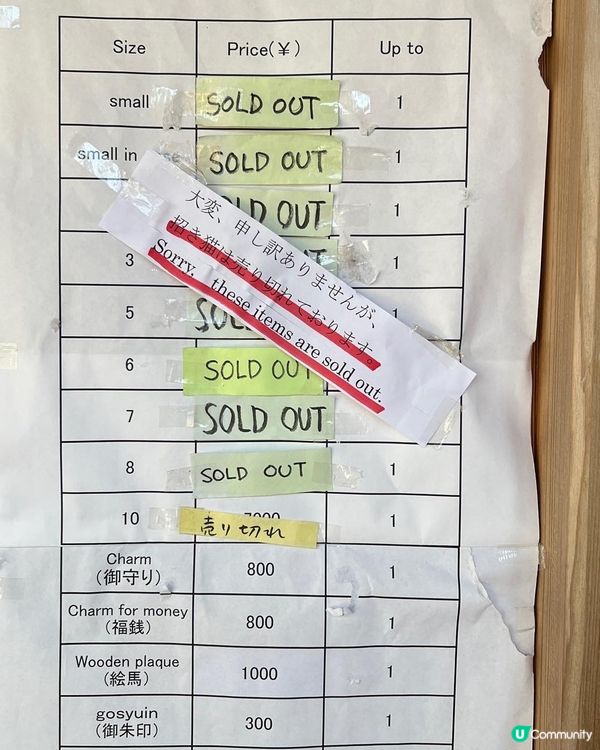 Size Price(¥) Up to
small SOLD OUT 1
small in SOLD OUT 1
SOLD OUT 1
3 1
5 SOLD 1
6 SOLD OUT
7 SOLD OUT
8 SOLD OUT 1
10 売り切れ 1
大変、申し訳ありませんが、
招き猫は売り切れております。
Sorry, these items are sold out.
Charm
(御守り) 800 1
Charm for money
(福銭) 800 1
Wooden plaque
(絵馬) 1000 1
gosyuin
(御朱印) 300 1
U Community